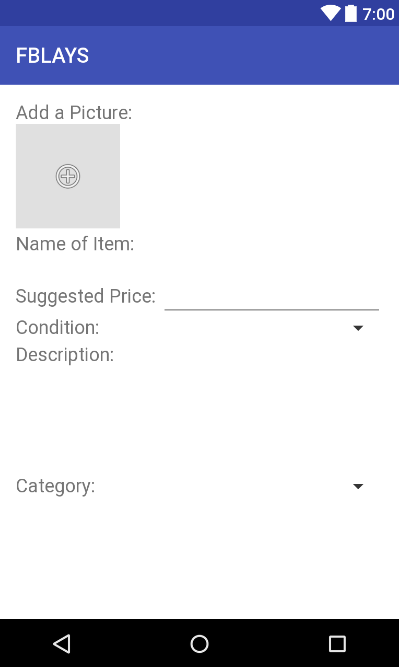 7:00
FBLAYS
Add a Picture:
Name of Item:
Suggested Price:
Condition:
Description:
Category: